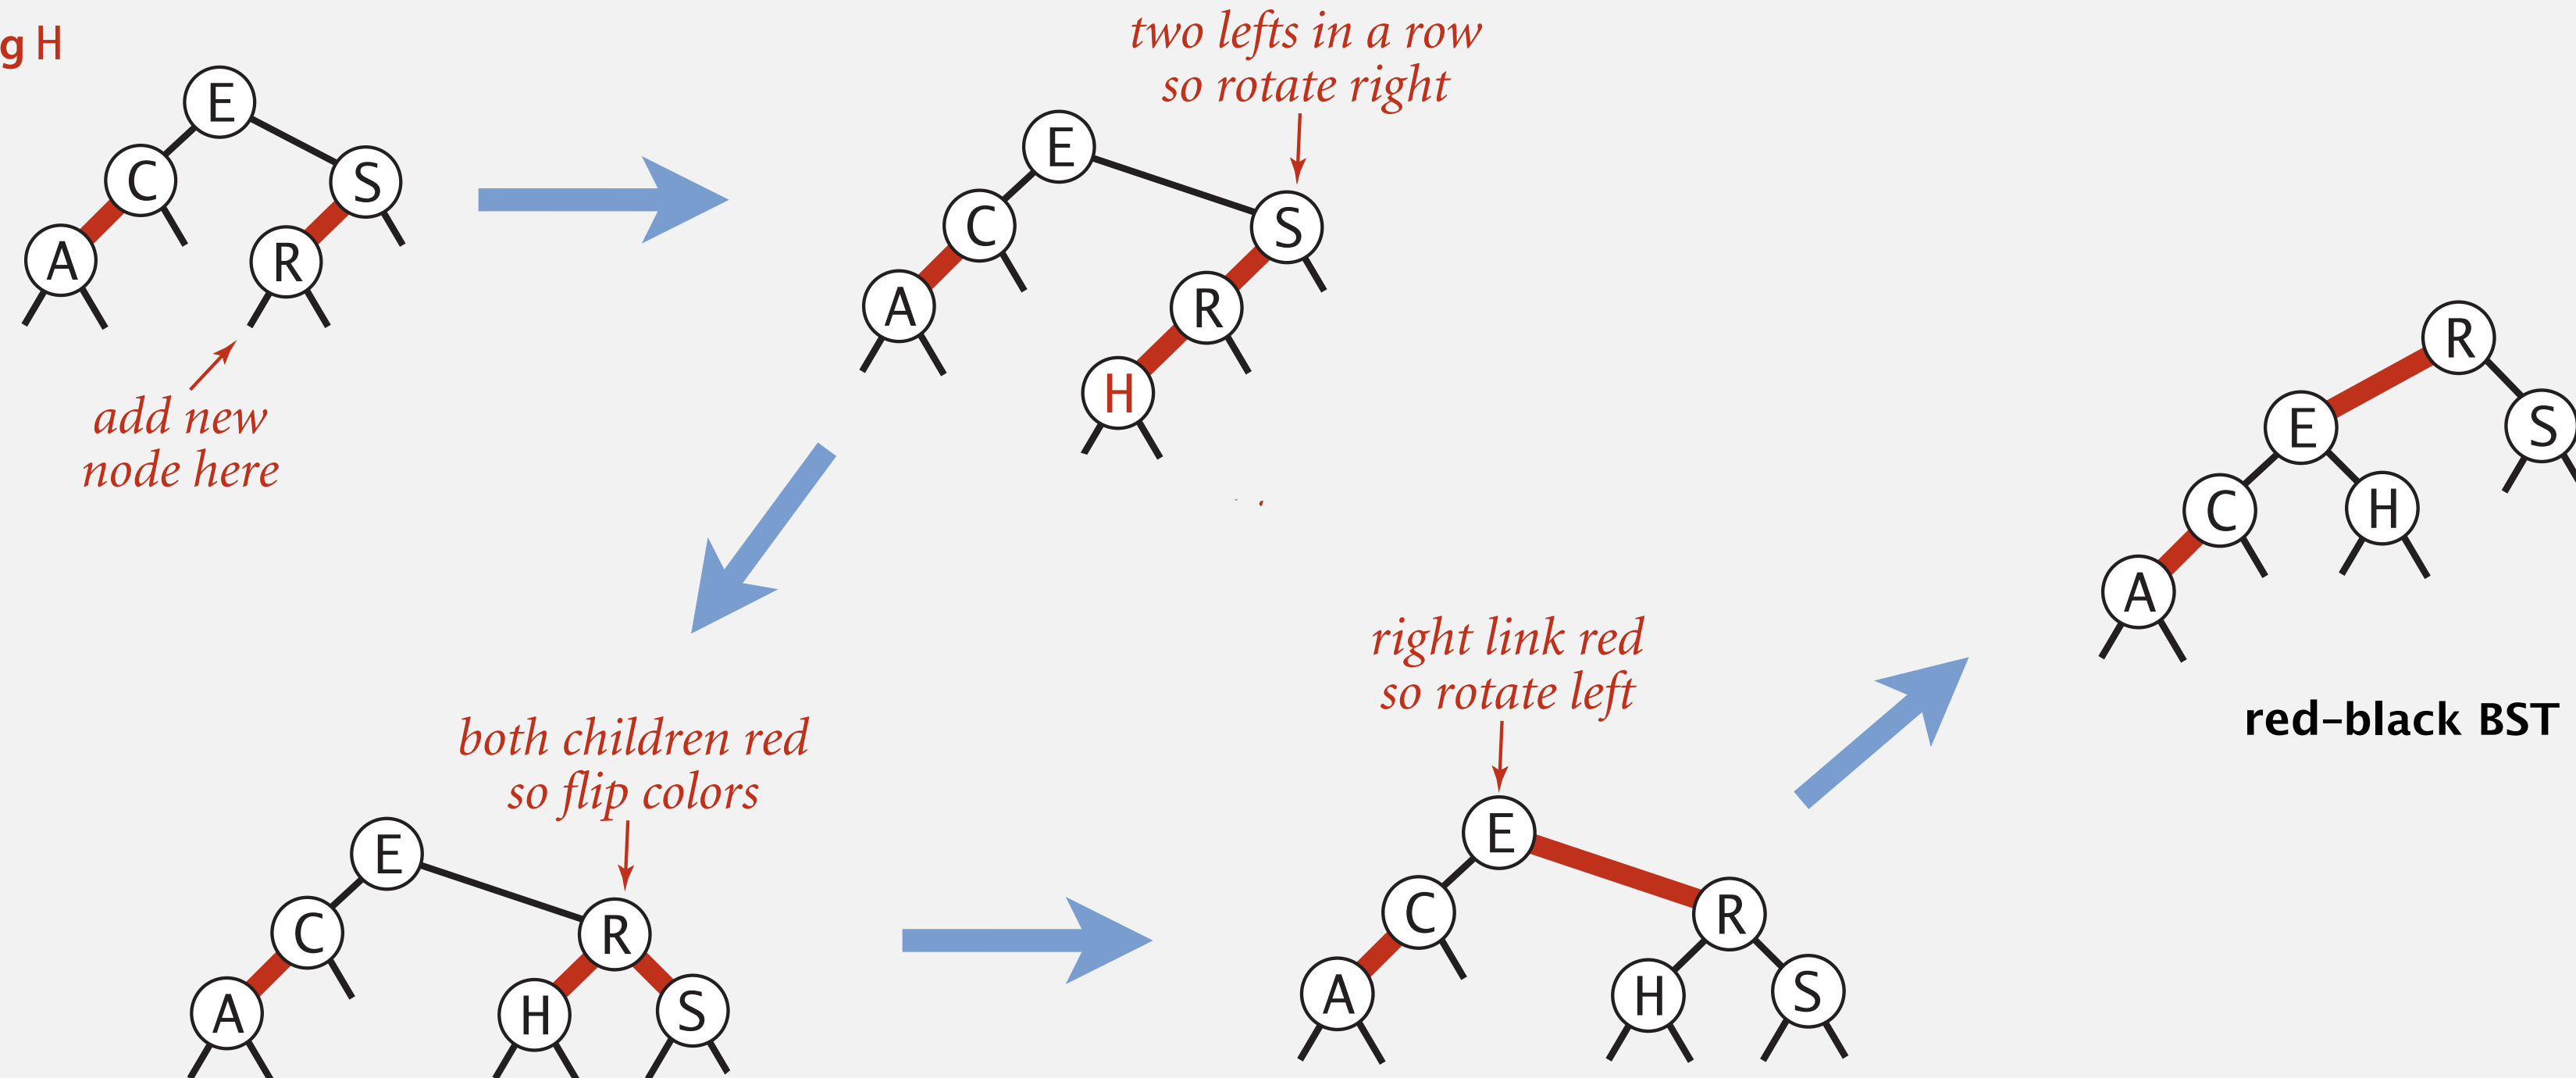 g H
E
C
S
A
R
add new
node here
two lefts in a row
so rotate right
E
C
S
A
R
H
both children red
so flip colors
E
C
R
A
H
S
right link red
so rotate left
E
C
R
A
H
S
R
E
S
C
H
A
red–black BST